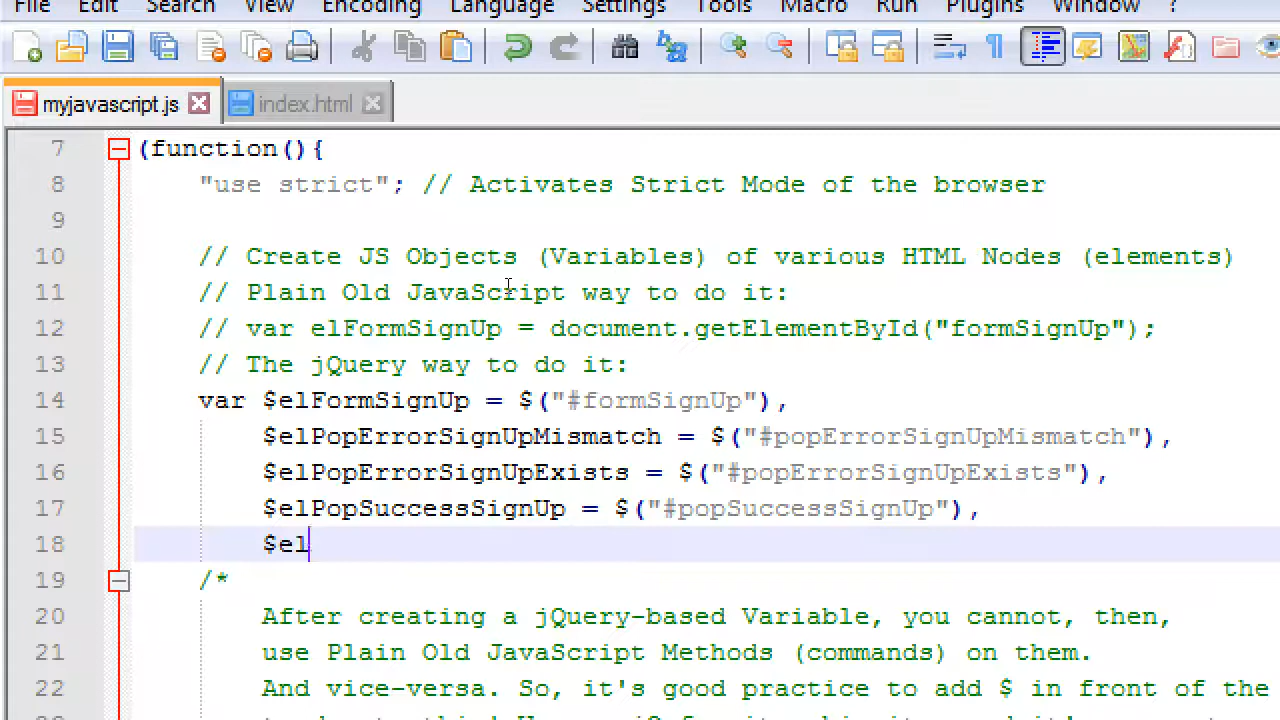 File Edit Search View Encoding Language Settings Tools Macro Run Plugins Window ?
myjavascript.js index.html
7 (function(){
8 "use strict"; // Activates Strict Mode of the browser
9
10 // Create JS Objects (Variables) of various HTML Nodes (elements)
11 // Plain Old JavaScript way to do it:
12 // var elFormSignUp = document.getElementById("formSignUp");
13 // The jQuery way to do it:
14 var $elFormSignUp = $("#formSignUp"),
15 $elPopErrorSignUpMismatch = $("#popErrorSignUpMismatch"),
16 $elPopErrorSignUpExists = $("#popErrorSignUpExists"),
17 $elPopSuccessSignUp = $("#popSuccessSignUp"),
18 $el
19 /*
20 After creating a jQuery-based Variable, you cannot, then,
21 use Plain Old JavaScript Methods (commands) on them.
22 And vice-versa. So, it's good practice to add $ in front of the